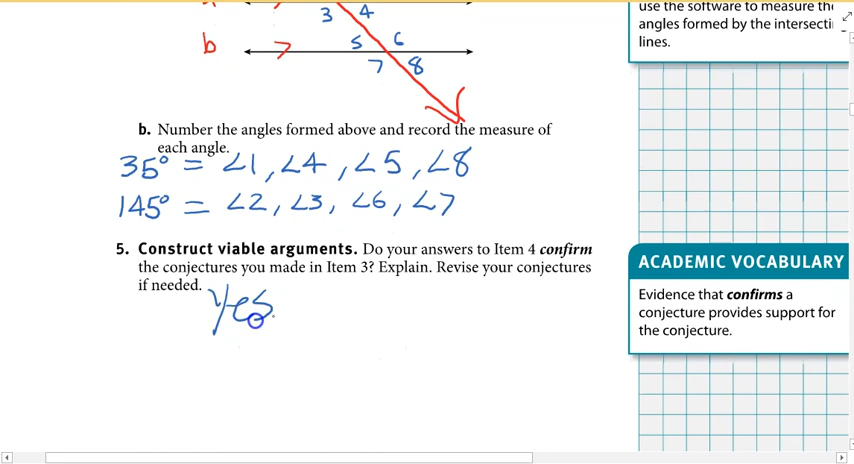 3 4
b
5 6
7 8
b. Number the angles formed above and record the measure of
each angle.
35° = ∠1, ∠4, ∠5, ∠8
145° = ∠2, ∠3, ∠6, ∠7
5. Construct viable arguments. Do your answers to Item 4 confirm
the conjectures you made in Item 3? Explain. Revise your conjectures
if needed.
Yes.
use the software to measure the
angles formed by the intersecti
lines.
ACADEMIC VOCABULARY
Evidence that confirms a
conjecture provides support for
the conjecture.